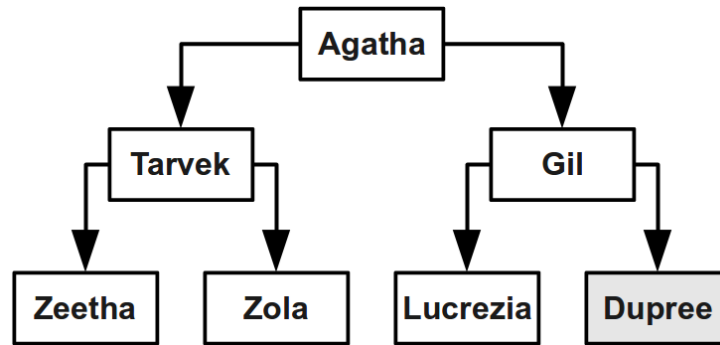 Agatha
Tarvek
Gil
Zeetha
Zola
Lucrezia
Dupree